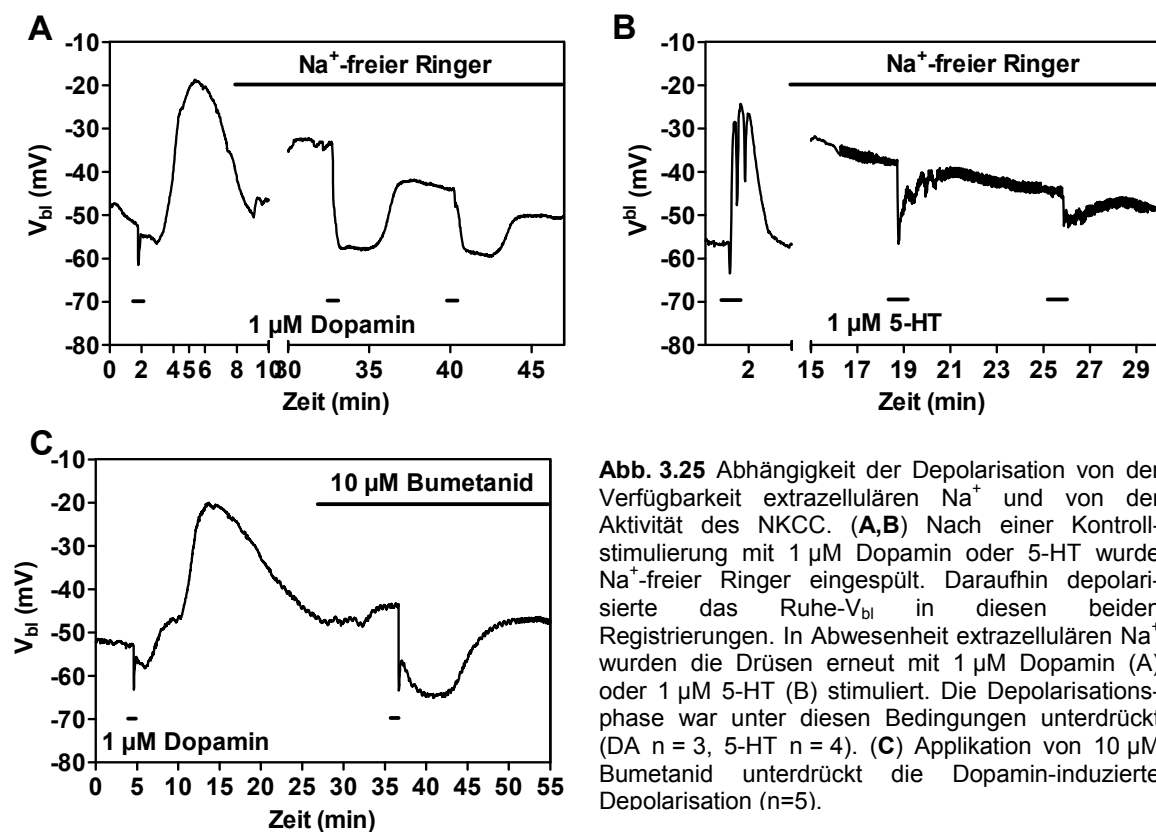 A
Na⁺-freier Ringer
V_bl (mV)
-10
-20
-30
-40
-50
-60
-70
-80
1 µM Dopamin
0 2 4 5 6 8 10 30 35 40 45
Zeit (min)
B
Na⁺-freier Ringer
V^bl (mV)
-10
-20
-30
-40
-50
-60
-70
-80
1 µM 5-HT
2 15 17 19 21 23 25 27 29
Zeit (min)
C
10 µM Bumetanid
V_bl (mV)
-10
-20
-30
-40
-50
-60
-70
-80
1 µM Dopamin
0 5 10 15 20 25 30 35 40 45 50 55
Zeit (min)
Abb. 3.25 Abhängigkeit der Depolarisation von der
Verfügbarkeit extrazellulären Na⁺ und von der
Aktivität des NKCC. (A,B) Nach einer Kontroll-
stimulierung mit 1 µM Dopamin oder 5-HT wurde
Na⁺-freier Ringer eingespült. Daraufhin depolari-
sierte das Ruhe-V_bl in diesen beiden
Registrierungen. In Abwesenheit extrazellulären Na⁺
wurden die Drüsen erneut mit 1 µM Dopamin (A)
oder 1 µM 5-HT (B) stimuliert. Die Depolarisations-
phase war unter diesen Bedingungen unterdrückt
(DA n = 3, 5-HT n = 4). (C) Applikation von 10 µM
Bumetanid unterdrückt die Dopamin-induzierte
Depolarisation (n=5).